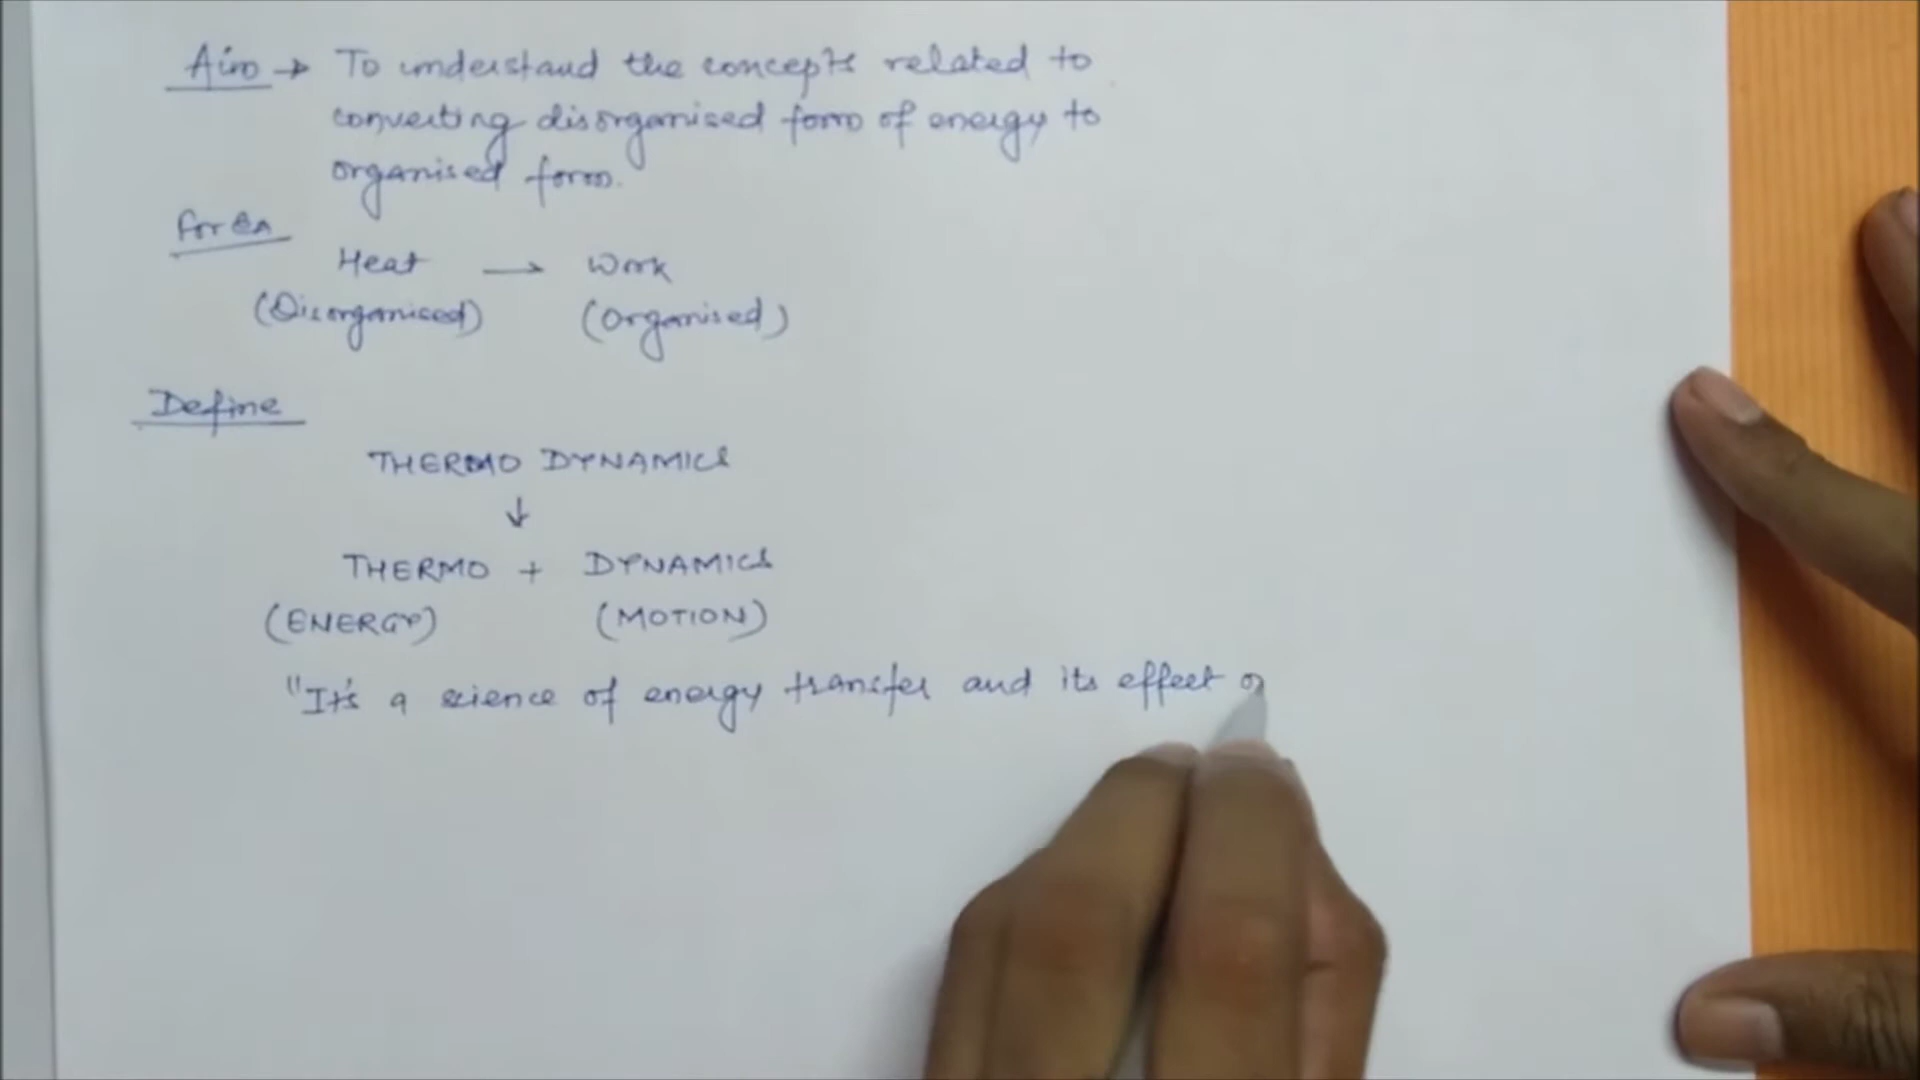 Aim → To understand the concepts related to
converting disorganised form of energy to
organised form.
For Ex
Heat → Work
(Disorganised) (Organised)
Define
THERMO DYNAMICS
↓
THERMO + DYNAMICS
(ENERGY) (MOTION)
"It's a science of energy transfer and its effect o